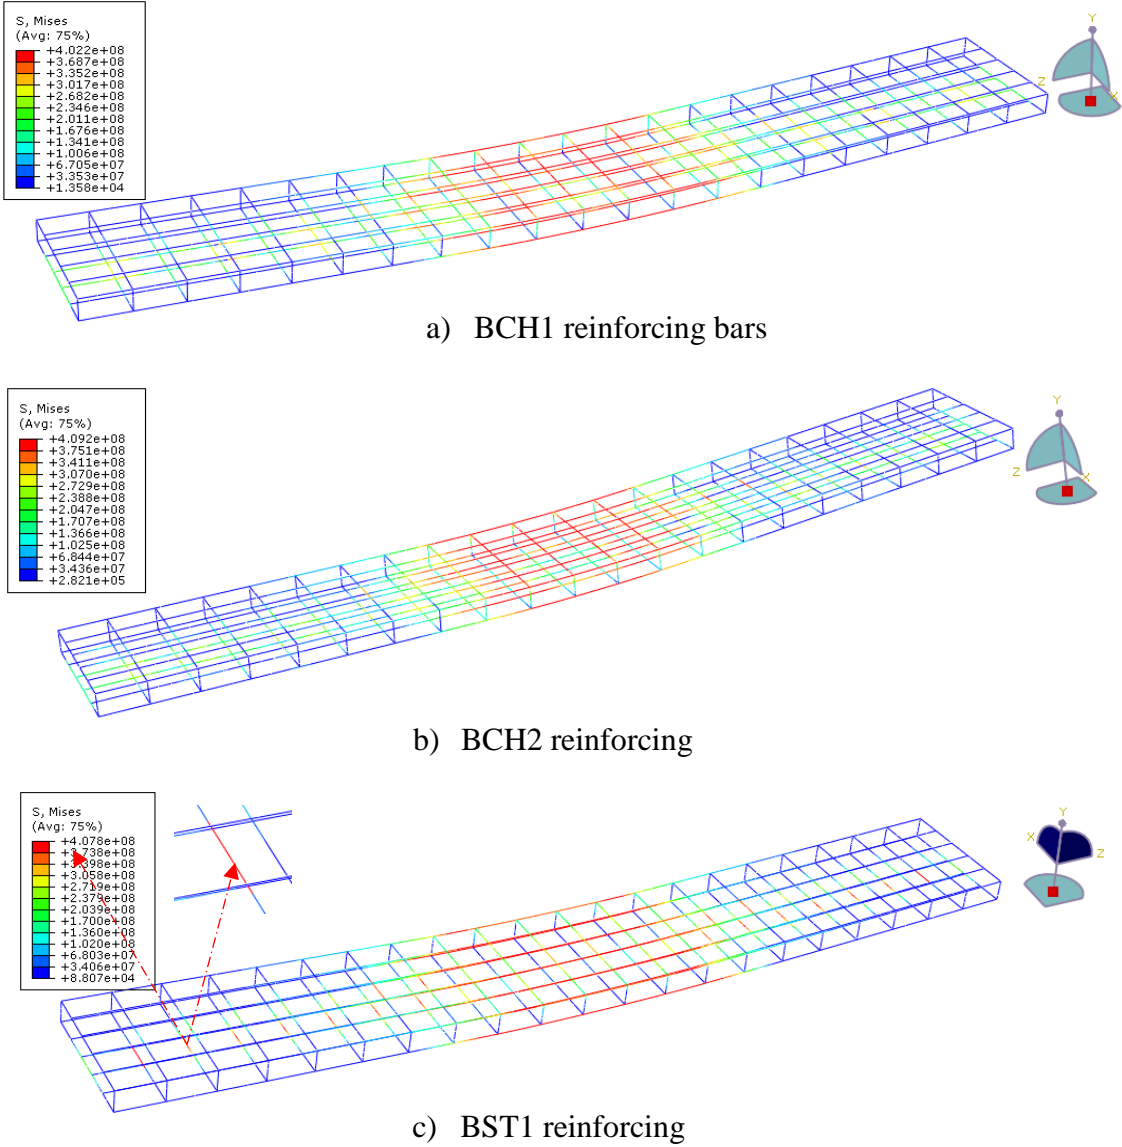 S, Mises
(Avg: 75%)
+4.022e+08
+3.687e+08
+3.352e+08
+3.017e+08
+2.682e+08
+2.346e+08
+2.011e+08
+1.676e+08
+1.341e+08
+1.006e+08
+6.705e+07
+3.353e+07
+1.358e+04
Y
Z
X
a) BCH1 reinforcing bars
S, Mises
(Avg: 75%)
+4.092e+08
+3.751e+08
+3.411e+08
+3.070e+08
+2.729e+08
+2.388e+08
+2.047e+08
+1.707e+08
+1.366e+08
+1.025e+08
+6.844e+07
+3.436e+07
+2.821e+05
Y
Z
X
b) BCH2 reinforcing
S, Mises
(Avg: 75%)
+4.078e+08
+3.738e+08
+3.398e+08
+3.058e+08
+2.719e+08
+2.379e+08
+2.039e+08
+1.700e+08
+1.360e+08
+1.020e+08
+6.803e+07
+3.406e+07
+8.807e+04
Y
X
Z
c) BST1 reinforcing